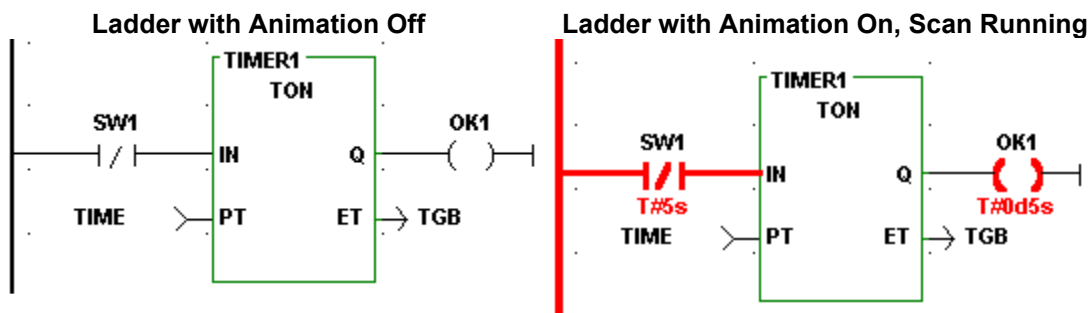 Ladder with Animation Off
TIMER1
TON
SW1
OK1
IN
Q
TIME
PT
ET
TGB
Ladder with Animation On, Scan Running
TIMER1
TON
SW1
OK1
IN
Q
T#5s
T#0d5s
TIME
PT
ET
TGB